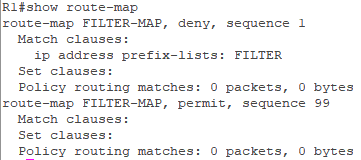 R1#show route-map
route-map FILTER-MAP, deny, sequence 1
  Match clauses:
    ip address prefix-lists: FILTER
  Set clauses:
  Policy routing matches: 0 packets, 0 bytes
route-map FILTER-MAP, permit, sequence 99
  Match clauses:
  Set clauses:
  Policy routing matches: 0 packets, 0 bytes